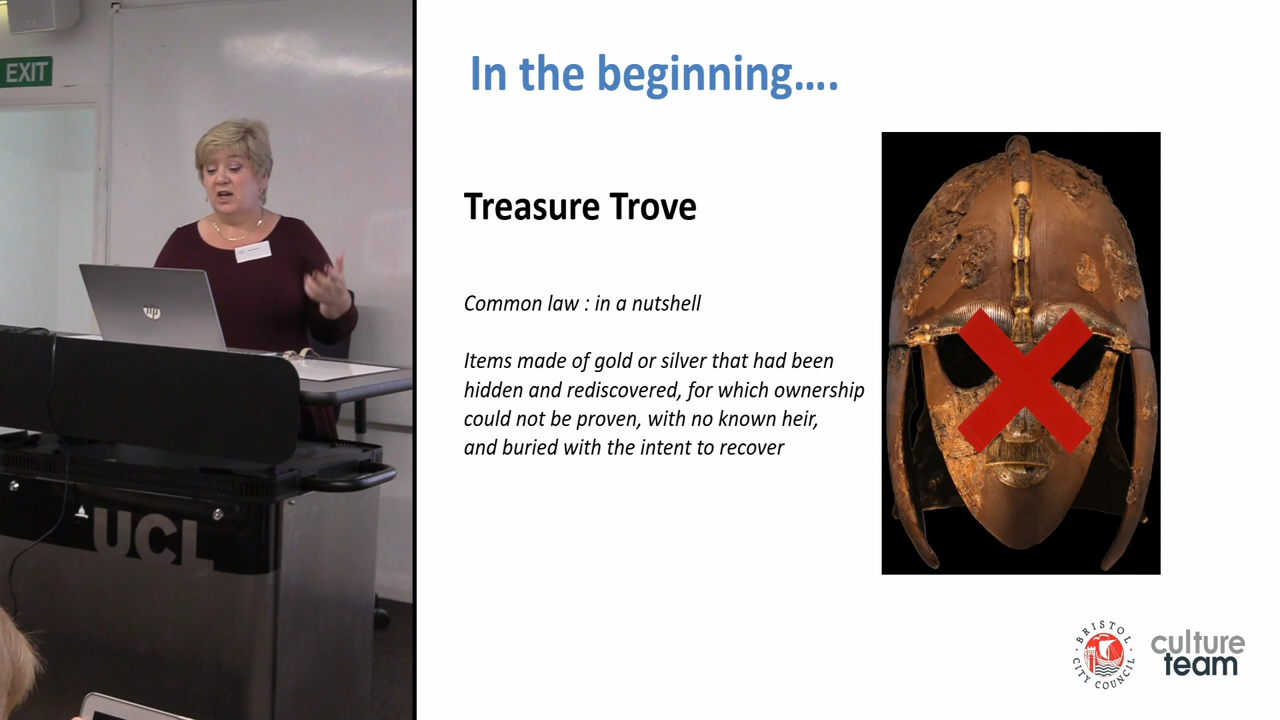 EXIT
hp
UCL
In the beginning....
Treasure Trove
Common law : in a nutshell
Items made of gold or silver that had been
hidden and rediscovered, for which ownership
could not be proven, with no known heir,
and buried with the intent to recover
BRISTOL
CITY COUNCIL
culture
team